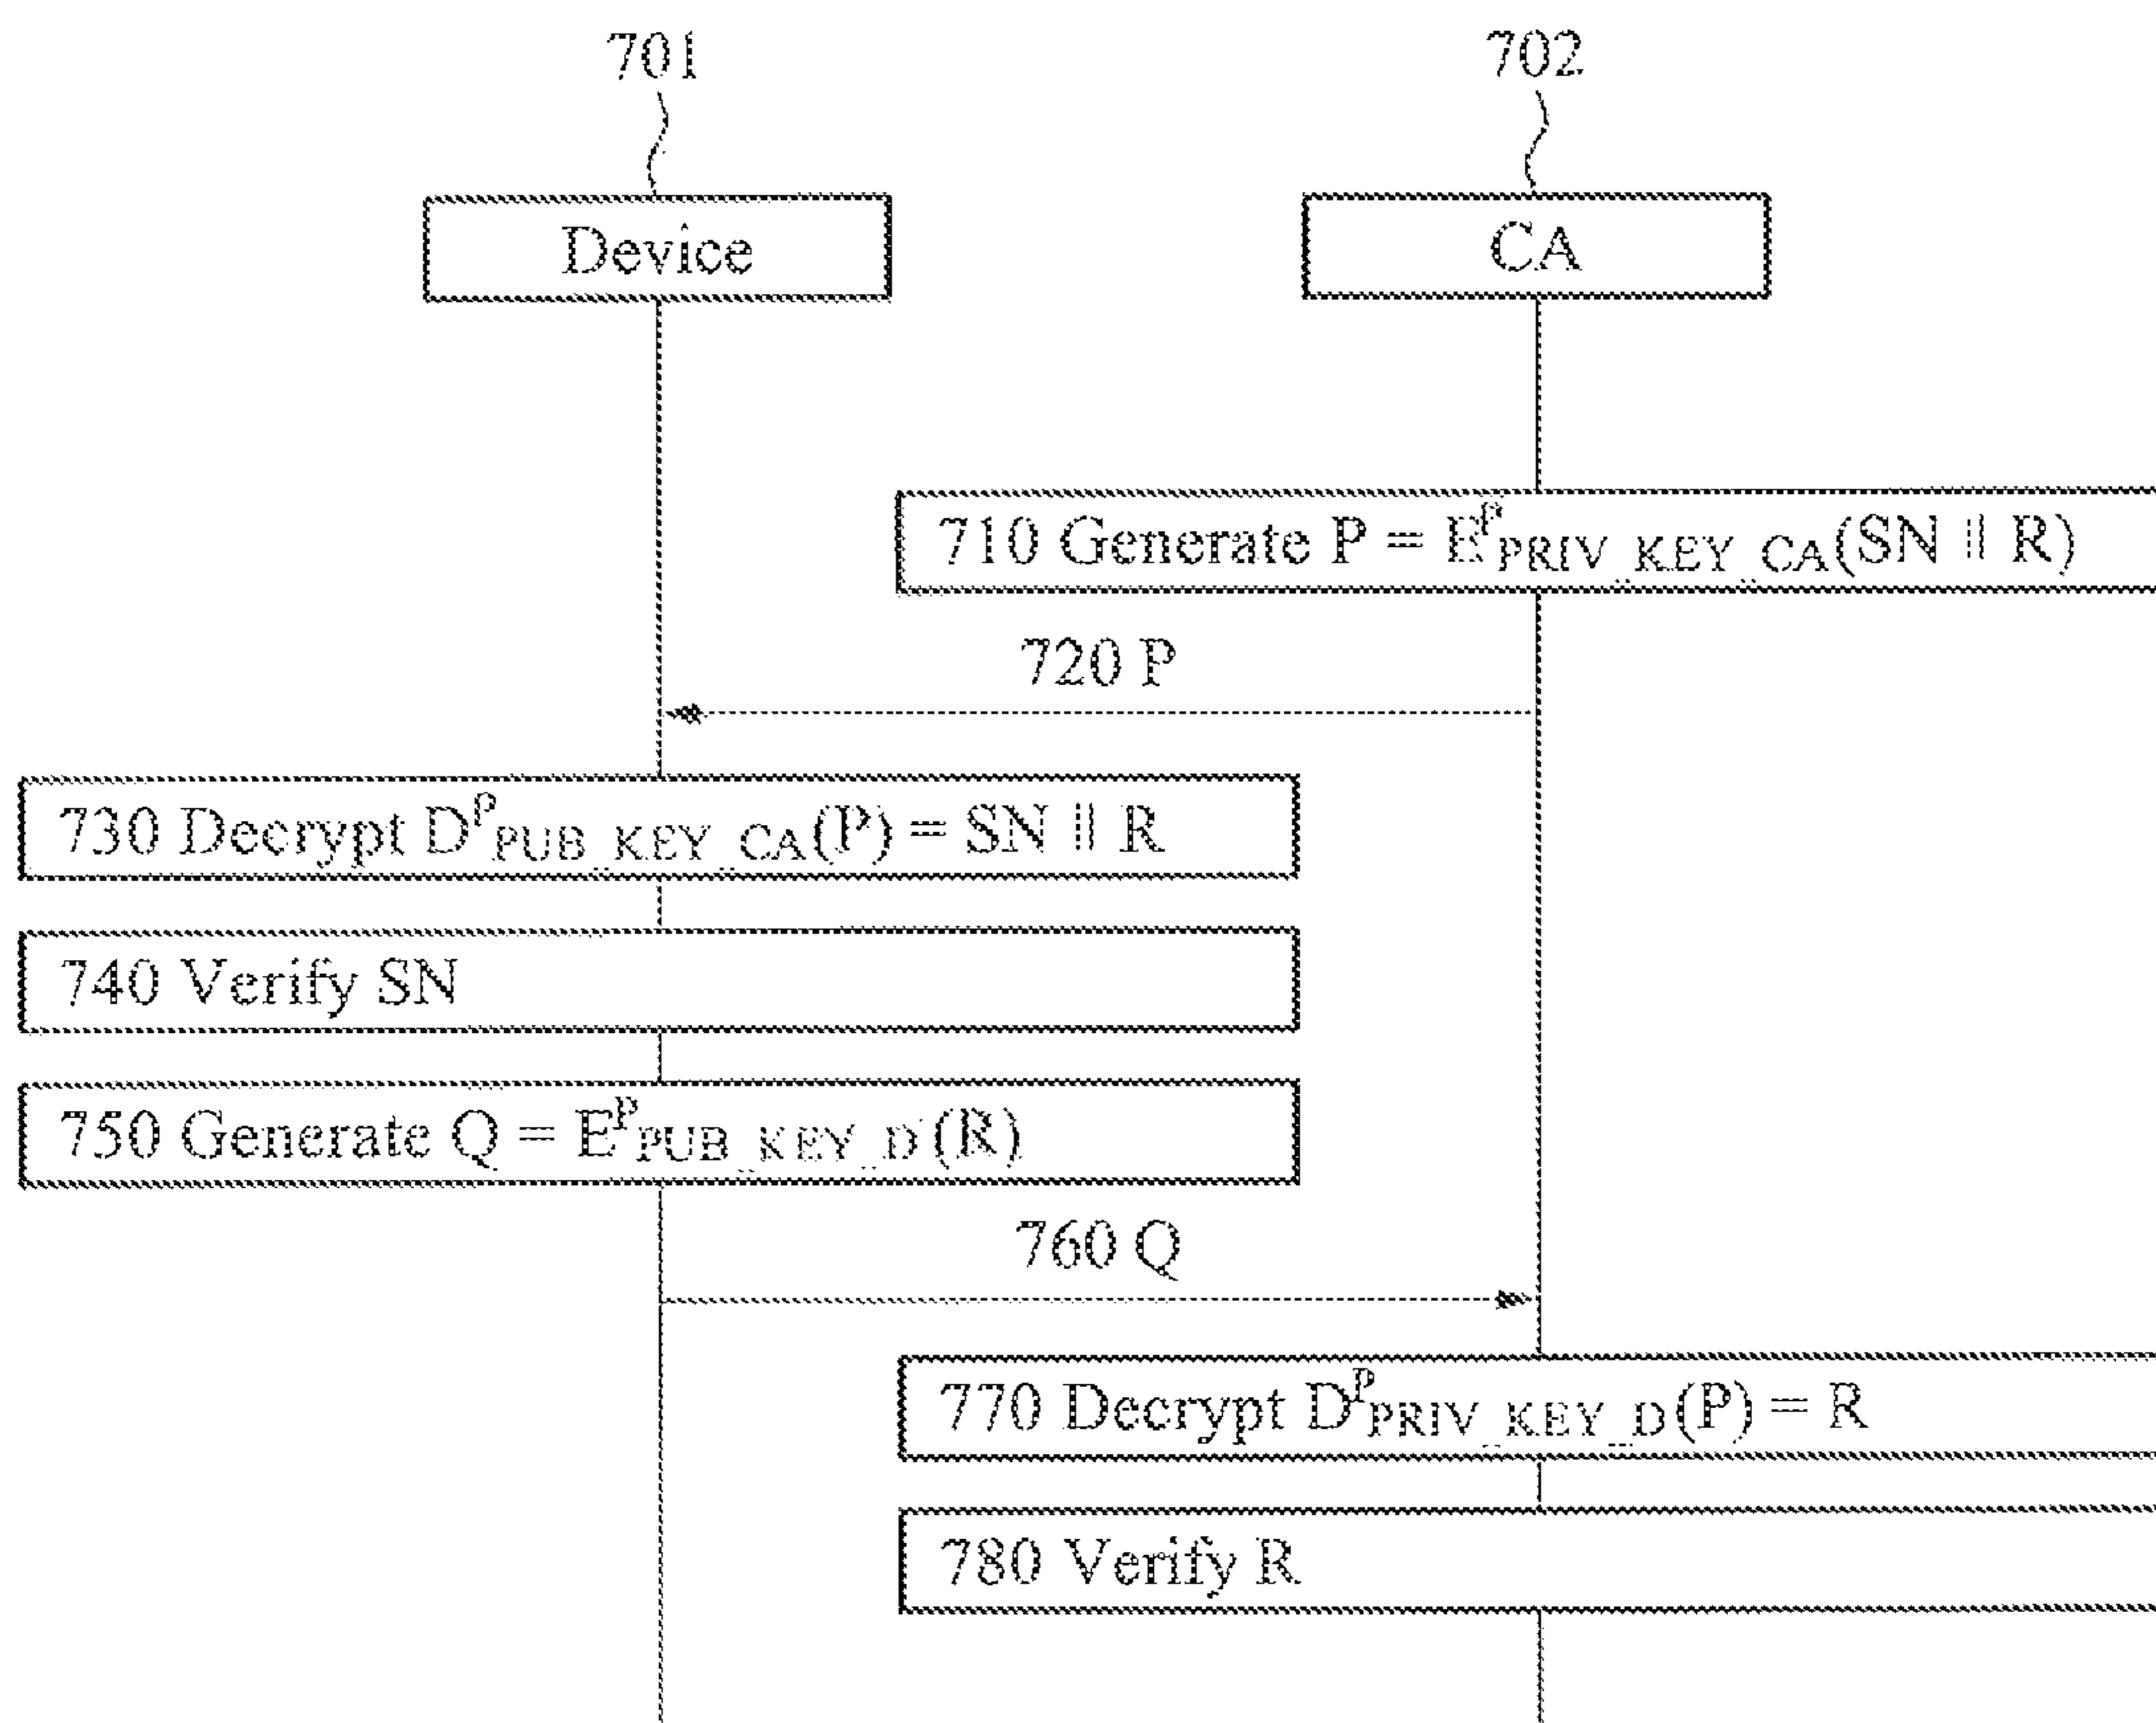 701 702
Device CA
710 Generate P = E^P_PRIV_KEY_CA(SN || R)
720 P
730 Decrypt D^P_PUB_KEY_CA(P) = SN || R
740 Verify SN
750 Generate Q = E^P_PUB_KEY_D(R)
760 Q
770 Decrypt D^P_PRIV_KEY_D(P) = R
780 Verify R